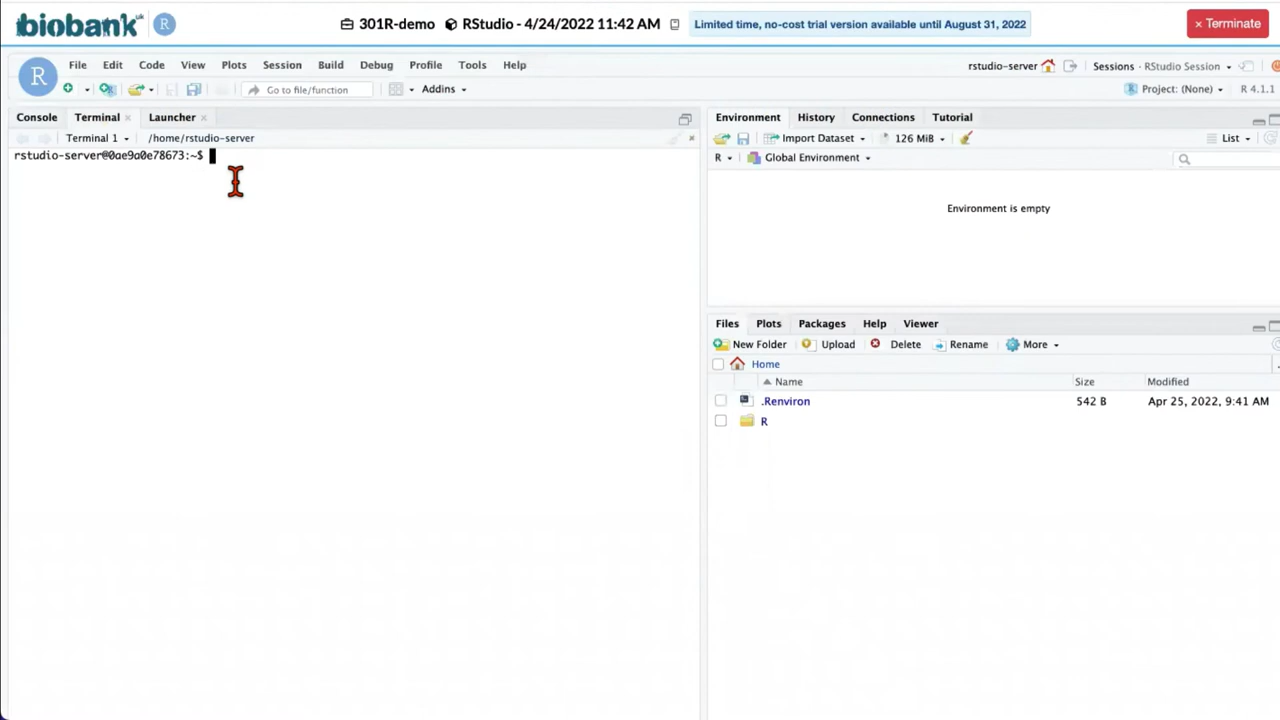 biobank uk R 301R-demo RStudio - 4/24/2022 11:42 AM Limited time, no-cost trial version available until August 31, 2022 × Terminate
R File Edit Code View Plots Session Build Debug Profile Tools Help rstudio-server Sessions RStudio Session
Go to file/function Addins Project: (None) R 4.1.1
Console Terminal Launcher
Terminal 1 /home/rstudio-server
rstudio-server@0ae9a0e78673:~$
Environment History Connections Tutorial
Import Dataset 126 MiB List
R Global Environment
Environment is empty
Files Plots Packages Help Viewer
New Folder Upload Delete Rename More
Home
Name Size Modified
.Renviron 542 B Apr 25, 2022, 9:41 AM
R